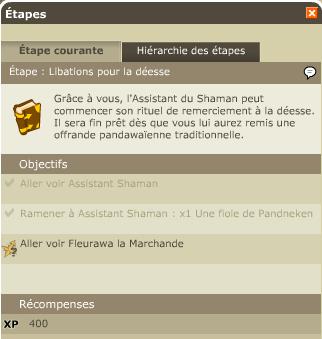 Étapes
Étape courante
Hiérarchie des étapes
Étape : Libations pour la déesse
Grâce à vous, l'Assistant du Shaman peut
commencer son rituel de remerciement à la déesse.
Il sera fin prêt dès que vous lui aurez remis une
offrande pandawaïenne traditionnelle.
Objectifs
Aller voir Assistant Shaman
Ramener à Assistant Shaman : x1 Une fiole de Pandneken
Aller voir Fleurawa la Marchande
Récompenses
XP 400